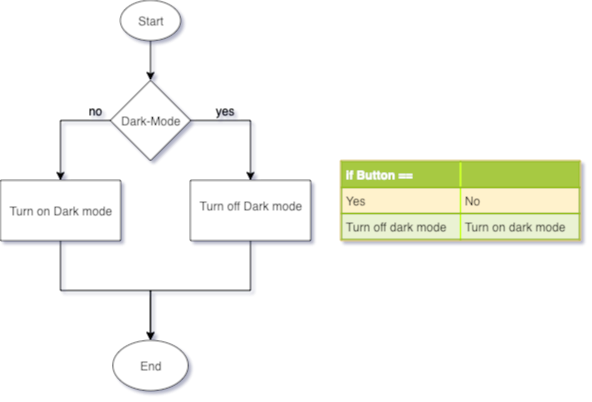 Start
Dark-Mode
no
yes
Turn on Dark mode
Turn off Dark mode
End
If Button ==
Yes No
Turn off dark mode Turn on dark mode